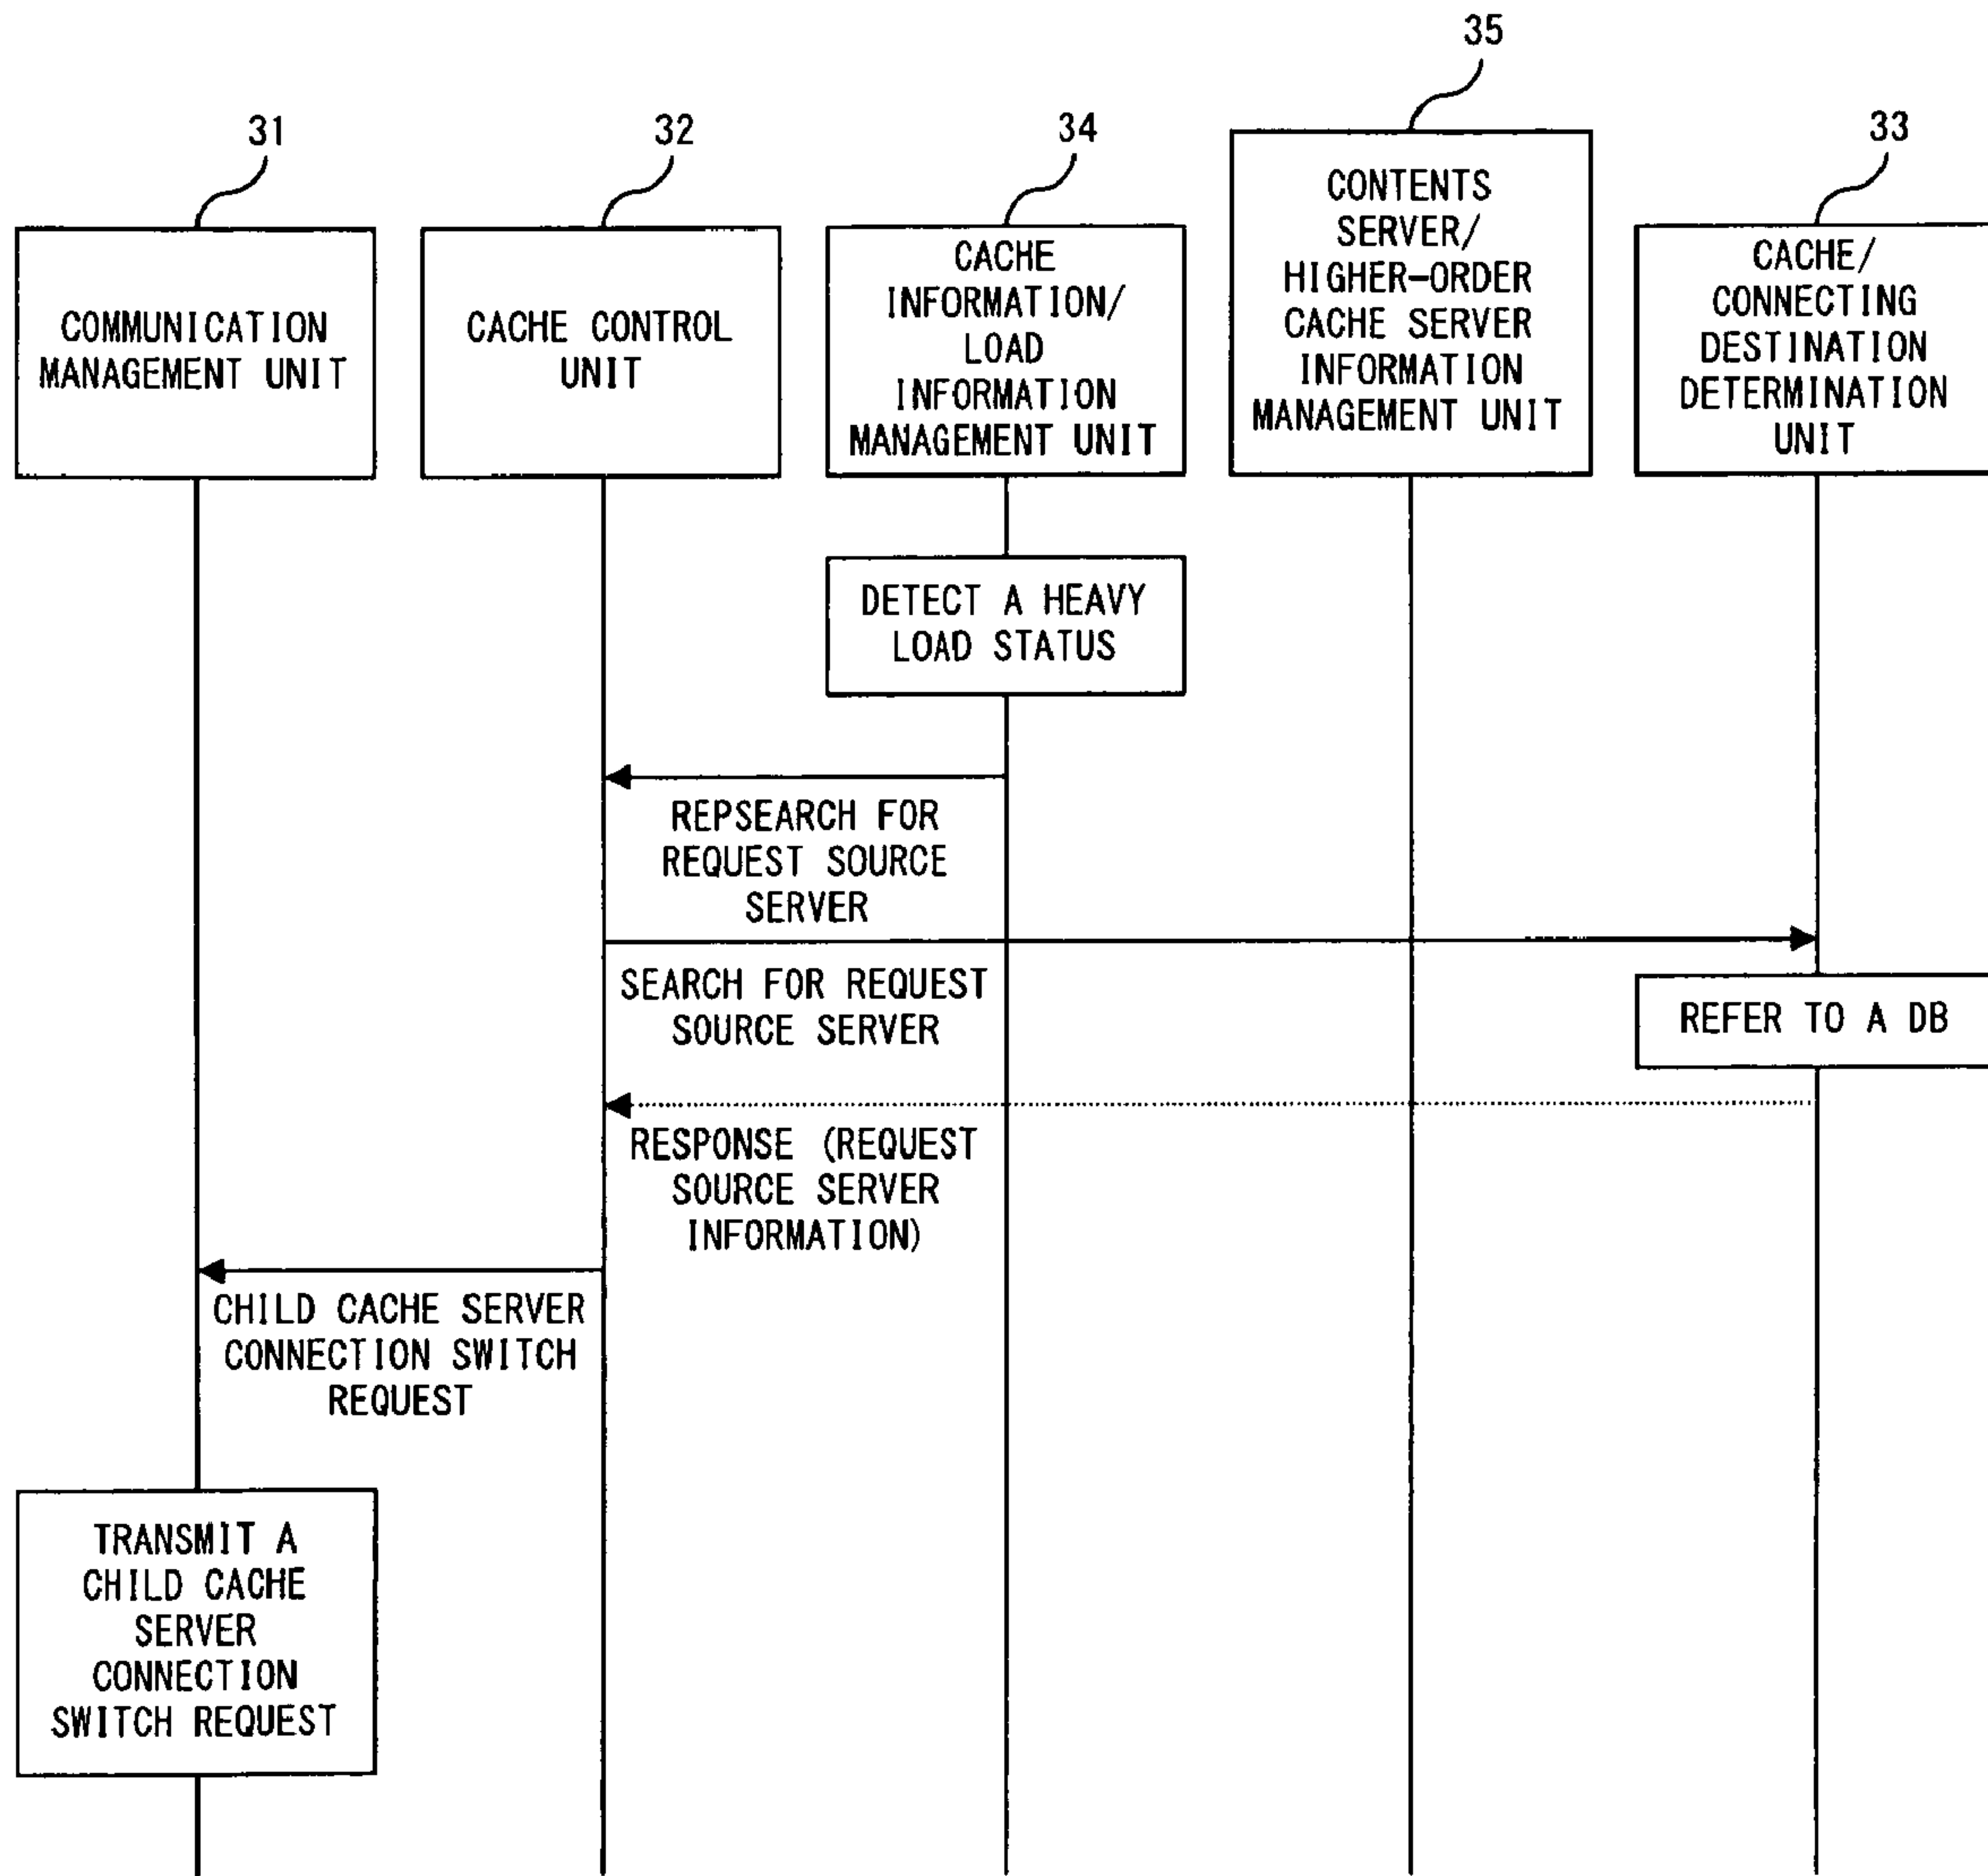 35
31
32
34
33
COMMUNICATION
MANAGEMENT UNIT
CACHE CONTROL
UNIT
CACHE
INFORMATION/
LOAD
INFORMATION
MANAGEMENT UNIT
CONTENTS
SERVER/
HIGHER-ORDER
CACHE SERVER
INFORMATION
MANAGEMENT UNIT
CACHE/
CONNECTING
DESTINATION
DETERMINATION
UNIT
DETECT A HEAVY
LOAD STATUS
REPSEARCH FOR
REQUEST SOURCE
SERVER
SEARCH FOR REQUEST
SOURCE SERVER
REFER TO A DB
RESPONSE (REQUEST
SOURCE SERVER
INFORMATION)
CHILD CACHE SERVER
CONNECTION SWITCH
REQUEST
TRANSMIT A
CHILD CACHE
SERVER
CONNECTION
SWITCH REQUEST